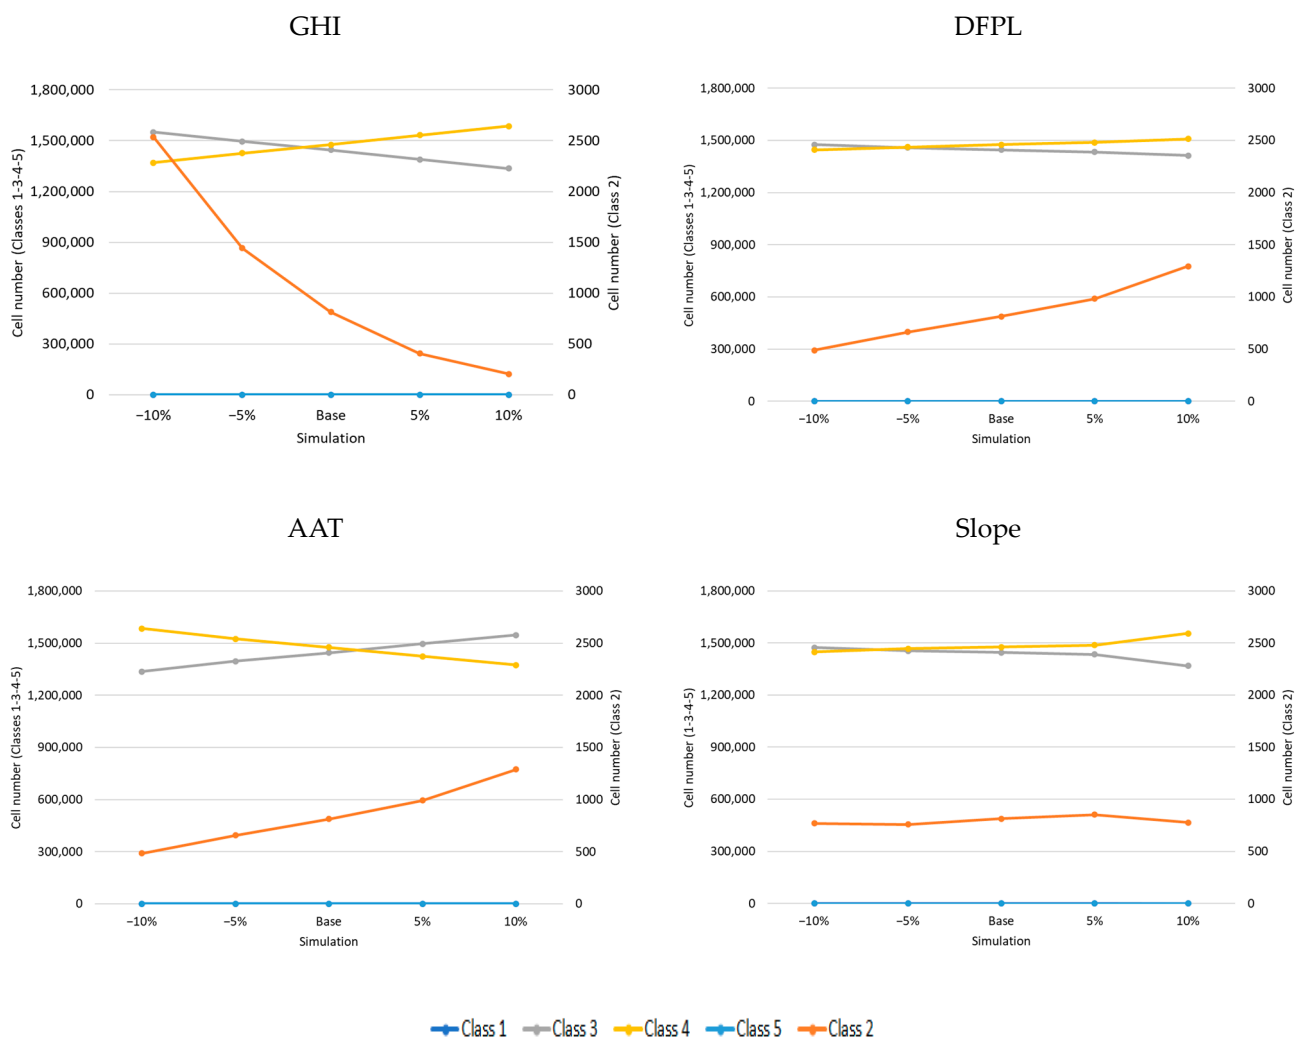 GHI
Cell number (Classes 1-3-4-5)
1,800,000
1,500,000
1,200,000
900,000
600,000
300,000
0
3000
2500
2000
1500
1000
500
0
Cell number (Class 2)
−10% −5% Base 5% 10%
Simulation
DFPL
Cell number (Classes 1-3-4-5)
1,800,000
1,500,000
1,200,000
900,000
600,000
300,000
0
3000
2500
2000
1500
1000
500
0
Cell number (Class 2)
−10% −5% Base 5% 10%
Simulation
AAT
Cell number (Classes 1-3-4-5)
1,800,000
1,500,000
1,200,000
900,000
600,000
300,000
0
3000
2500
2000
1500
1000
500
0
Cell number (Class 2)
−10% −5% Base 5% 10%
Simulation
Slope
Cell number (1-3-4-5)
1,800,000
1,500,000
1,200,000
900,000
600,000
300,000
0
3000
2500
2000
1500
1000
500
0
Cell number (Class 2)
−10% −5% Base 5% 10%
Simulation
Class 1 Class 3 Class 4 Class 5 Class 2